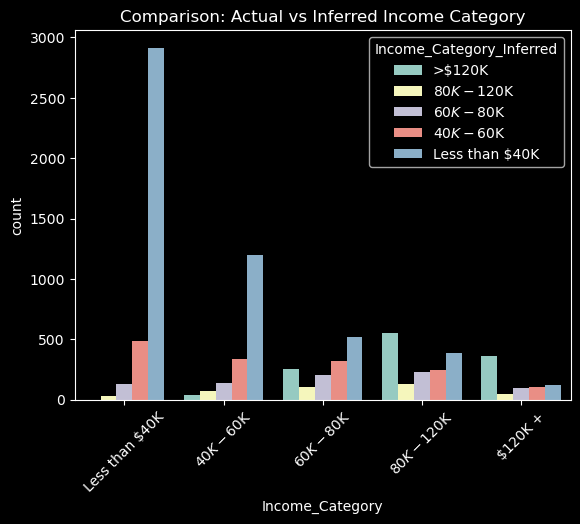 Comparison: Actual vs Inferred Income Category
3000
2500
2000
1500
1000
500
0
count
Income_Category_Inferred
>$120K
80K − 120K
60K − 80K
40K − 60K
Less than $40K
Less than $40K
40K − 60K
60K − 80K
80K − 120K
$120K +
Income_Category